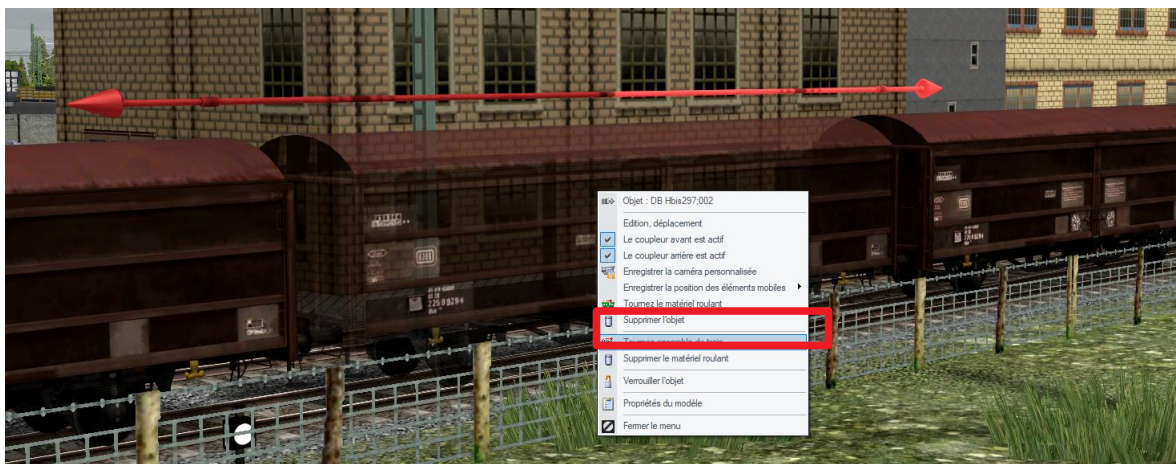 Objet : DB Hbis297;002
Edition, déplacement
Le coupleur avant est actif
Le coupleur arrière est actif
Enregistrer la caméra personnalisée
Enregistrer la position des éléments mobiles
Tournez le matériel roulant
Supprimer l'objet
Supprimer le matériel roulant
Verrouiller l'objet
Propriétés du modèle
Fermer le menu
DB